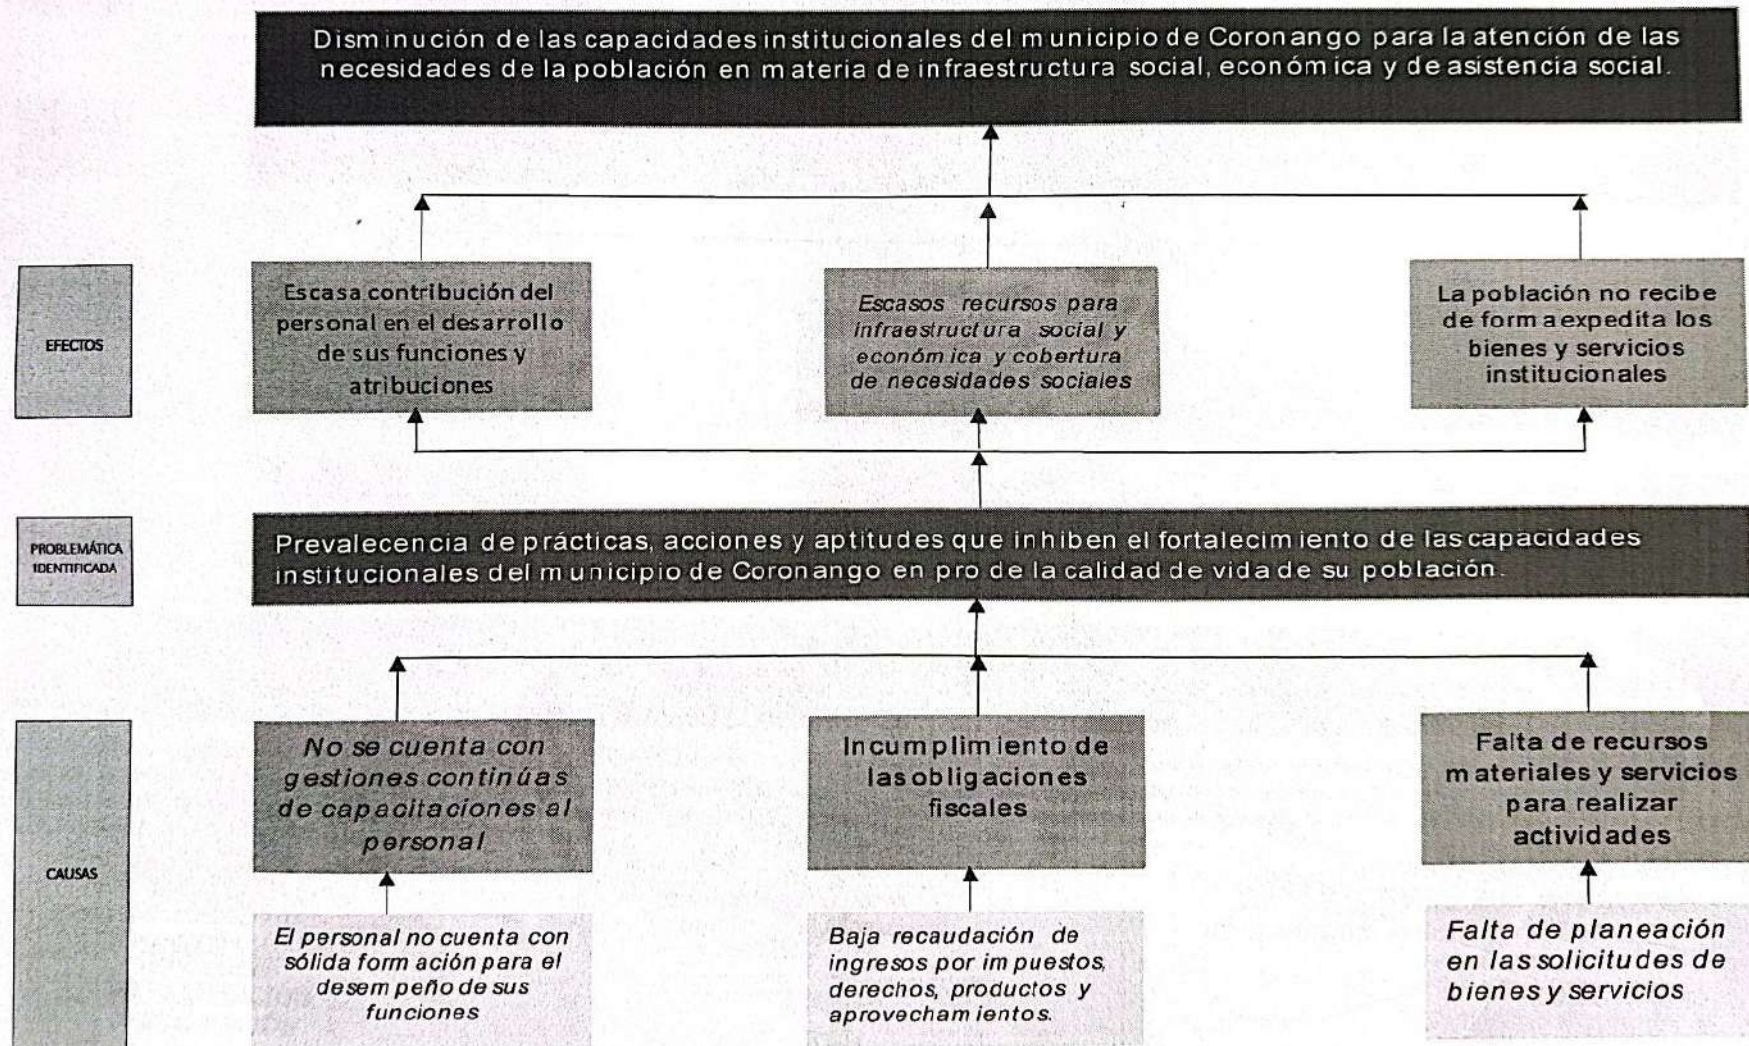 Disminución de las capacidades institucionales del municipio de Coronango para la atención de las
necesidades de la población en materia de infraestructura social, económica y de asistencia social.
EFECTOS
Escasa contribución del
personal en el desarrollo
de sus funciones y
atribuciones
Escasos recursos para
infraestructura social y
económica y cobertura
de necesidades sociales
La población no recibe
de forma expedita los
bienes y servicios
institucionales
PROBLEMÁTICA
IDENTIFICADA
Prevalecencia de prácticas, acciones y aptitudes que inhiben el fortalecimiento de las capacidades
institucionales del municipio de Coronango en pro de la calidad de vida de su población.
CAUSAS
No se cuenta con
gestiones continúas
de capacitaciones al
personal
Incumplimiento de
las obligaciones
fiscales
Falta de recursos
materiales y servicios
para realizar
actividades
El personal no cuenta con
sólida formación para el
desempeño de sus
funciones
Baja recaudación de
ingresos por impuestos,
derechos, productos y
aprovechamientos.
Falta de planeación
en las solicitudes de
bienes y servicios